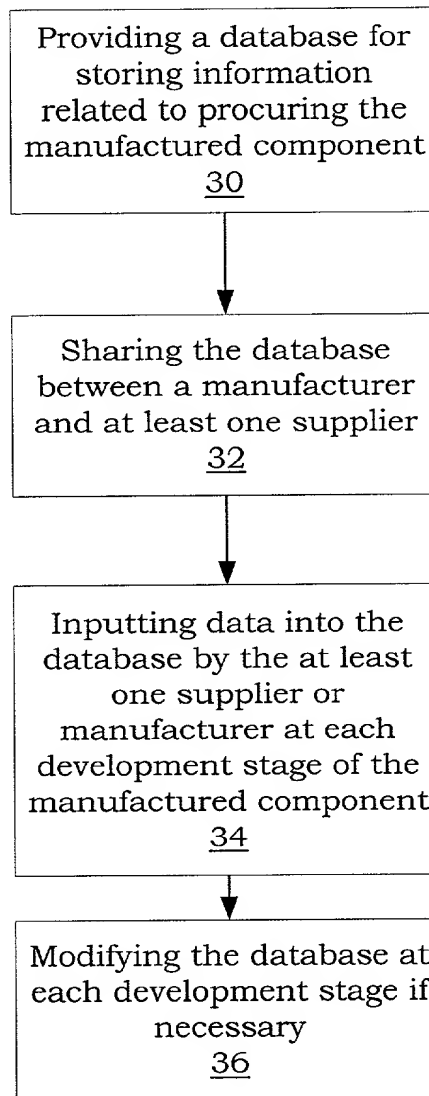 Providing a database for
storing information
related to procuring the
manufactured component
30
Sharing the database
between a manufacturer
and at least one supplier
32
Inputting data into the
database by the at least
one supplier or
manufacturer at each
development stage of the
manufactured component
34
Modifying the database at
each development stage if
necessary
36